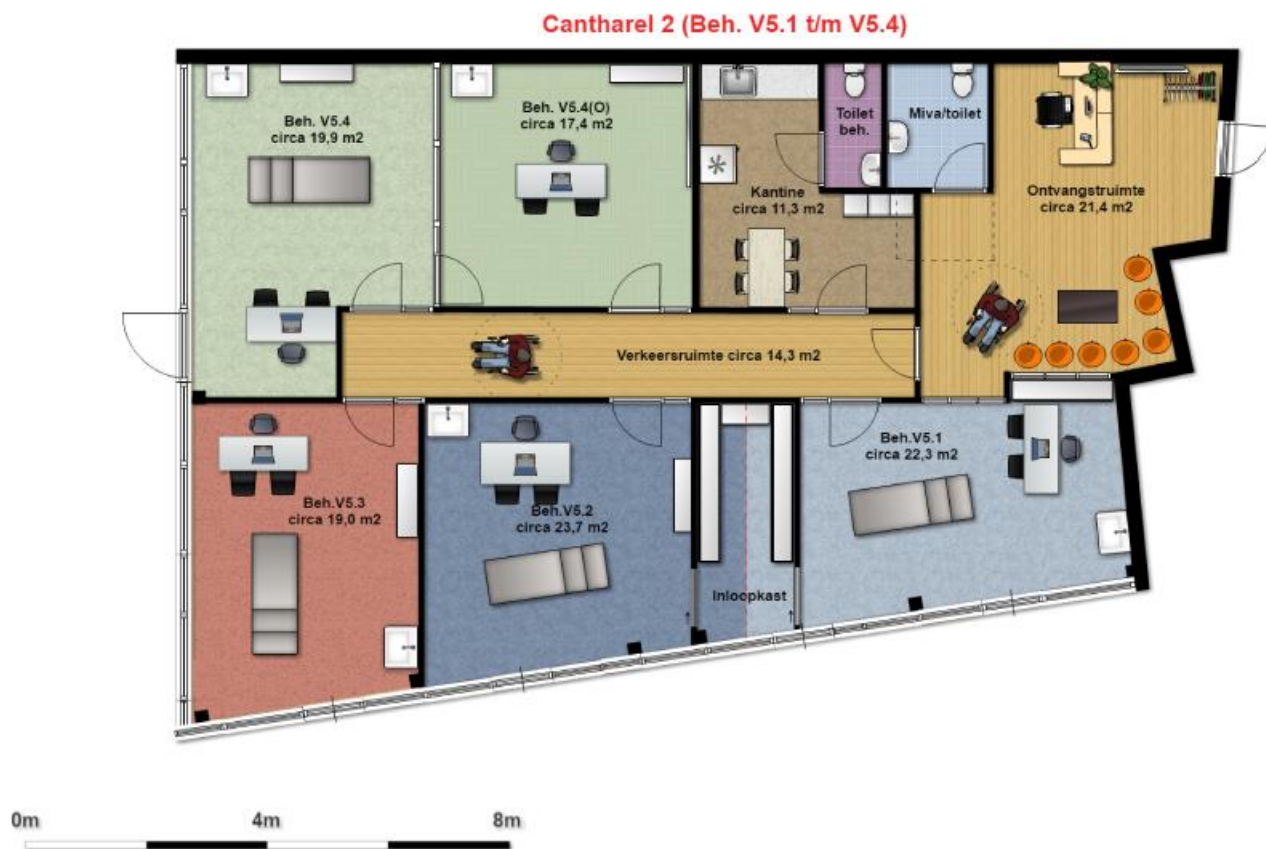 Cantharel 2 (Beh. V5.1 t/m V5.4)
Beh. V5.4
circa 19,9 m2
Beh. V5.4(O)
circa 17,4 m2
Toilet
beh.
Miva/toilet
Kantine
circa 11,3 m2
Ontvangstruimte
circa 21,4 m2
Verkeersruimte circa 14,3 m2
Beh.V5.3
circa 19,0 m2
Beh.V5.2
circa 23,7 m2
Inloopkast
Beh.V5.1
circa 22,3 m2
0m
4m
8m